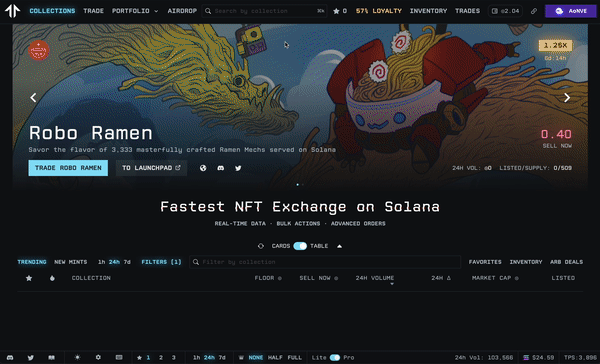 COLLECTIONS TRADE PORTFOLIO AIRDROP Search by collection ⌘K 0 57% LOYALTY INVENTORY TRADES 2.04 AoNVE
1.25X
5d :14h
Robo Ramen
Savor the flavor of 3,333 masterfully crafted Ramen Mechs served on Solana
0.40
SELL NOW
TRADE ROBO RAMEN TO LAUNCHPAD
24H VOL: 0 LISTED/SUPPLY: 0/509
Fastest NFT Exchange on Solana
REAL-TIME DATA · BULK ACTIONS · ADVANCED ORDERS
CARDS TABLE
TRENDING NEW MINTS 1h 24h 7d FILTERS (1) Filter by collection FAVORITES INVENTORY ARB DEALS
COLLECTION FLOOR SELL NOW 24H VOLUME 24H Δ MARKET CAP LISTED
1 2 3 1h 24h 7d NONE HALF FULL Lite Pro 24H Vol: 103,566 $24.59 TPS:3,896